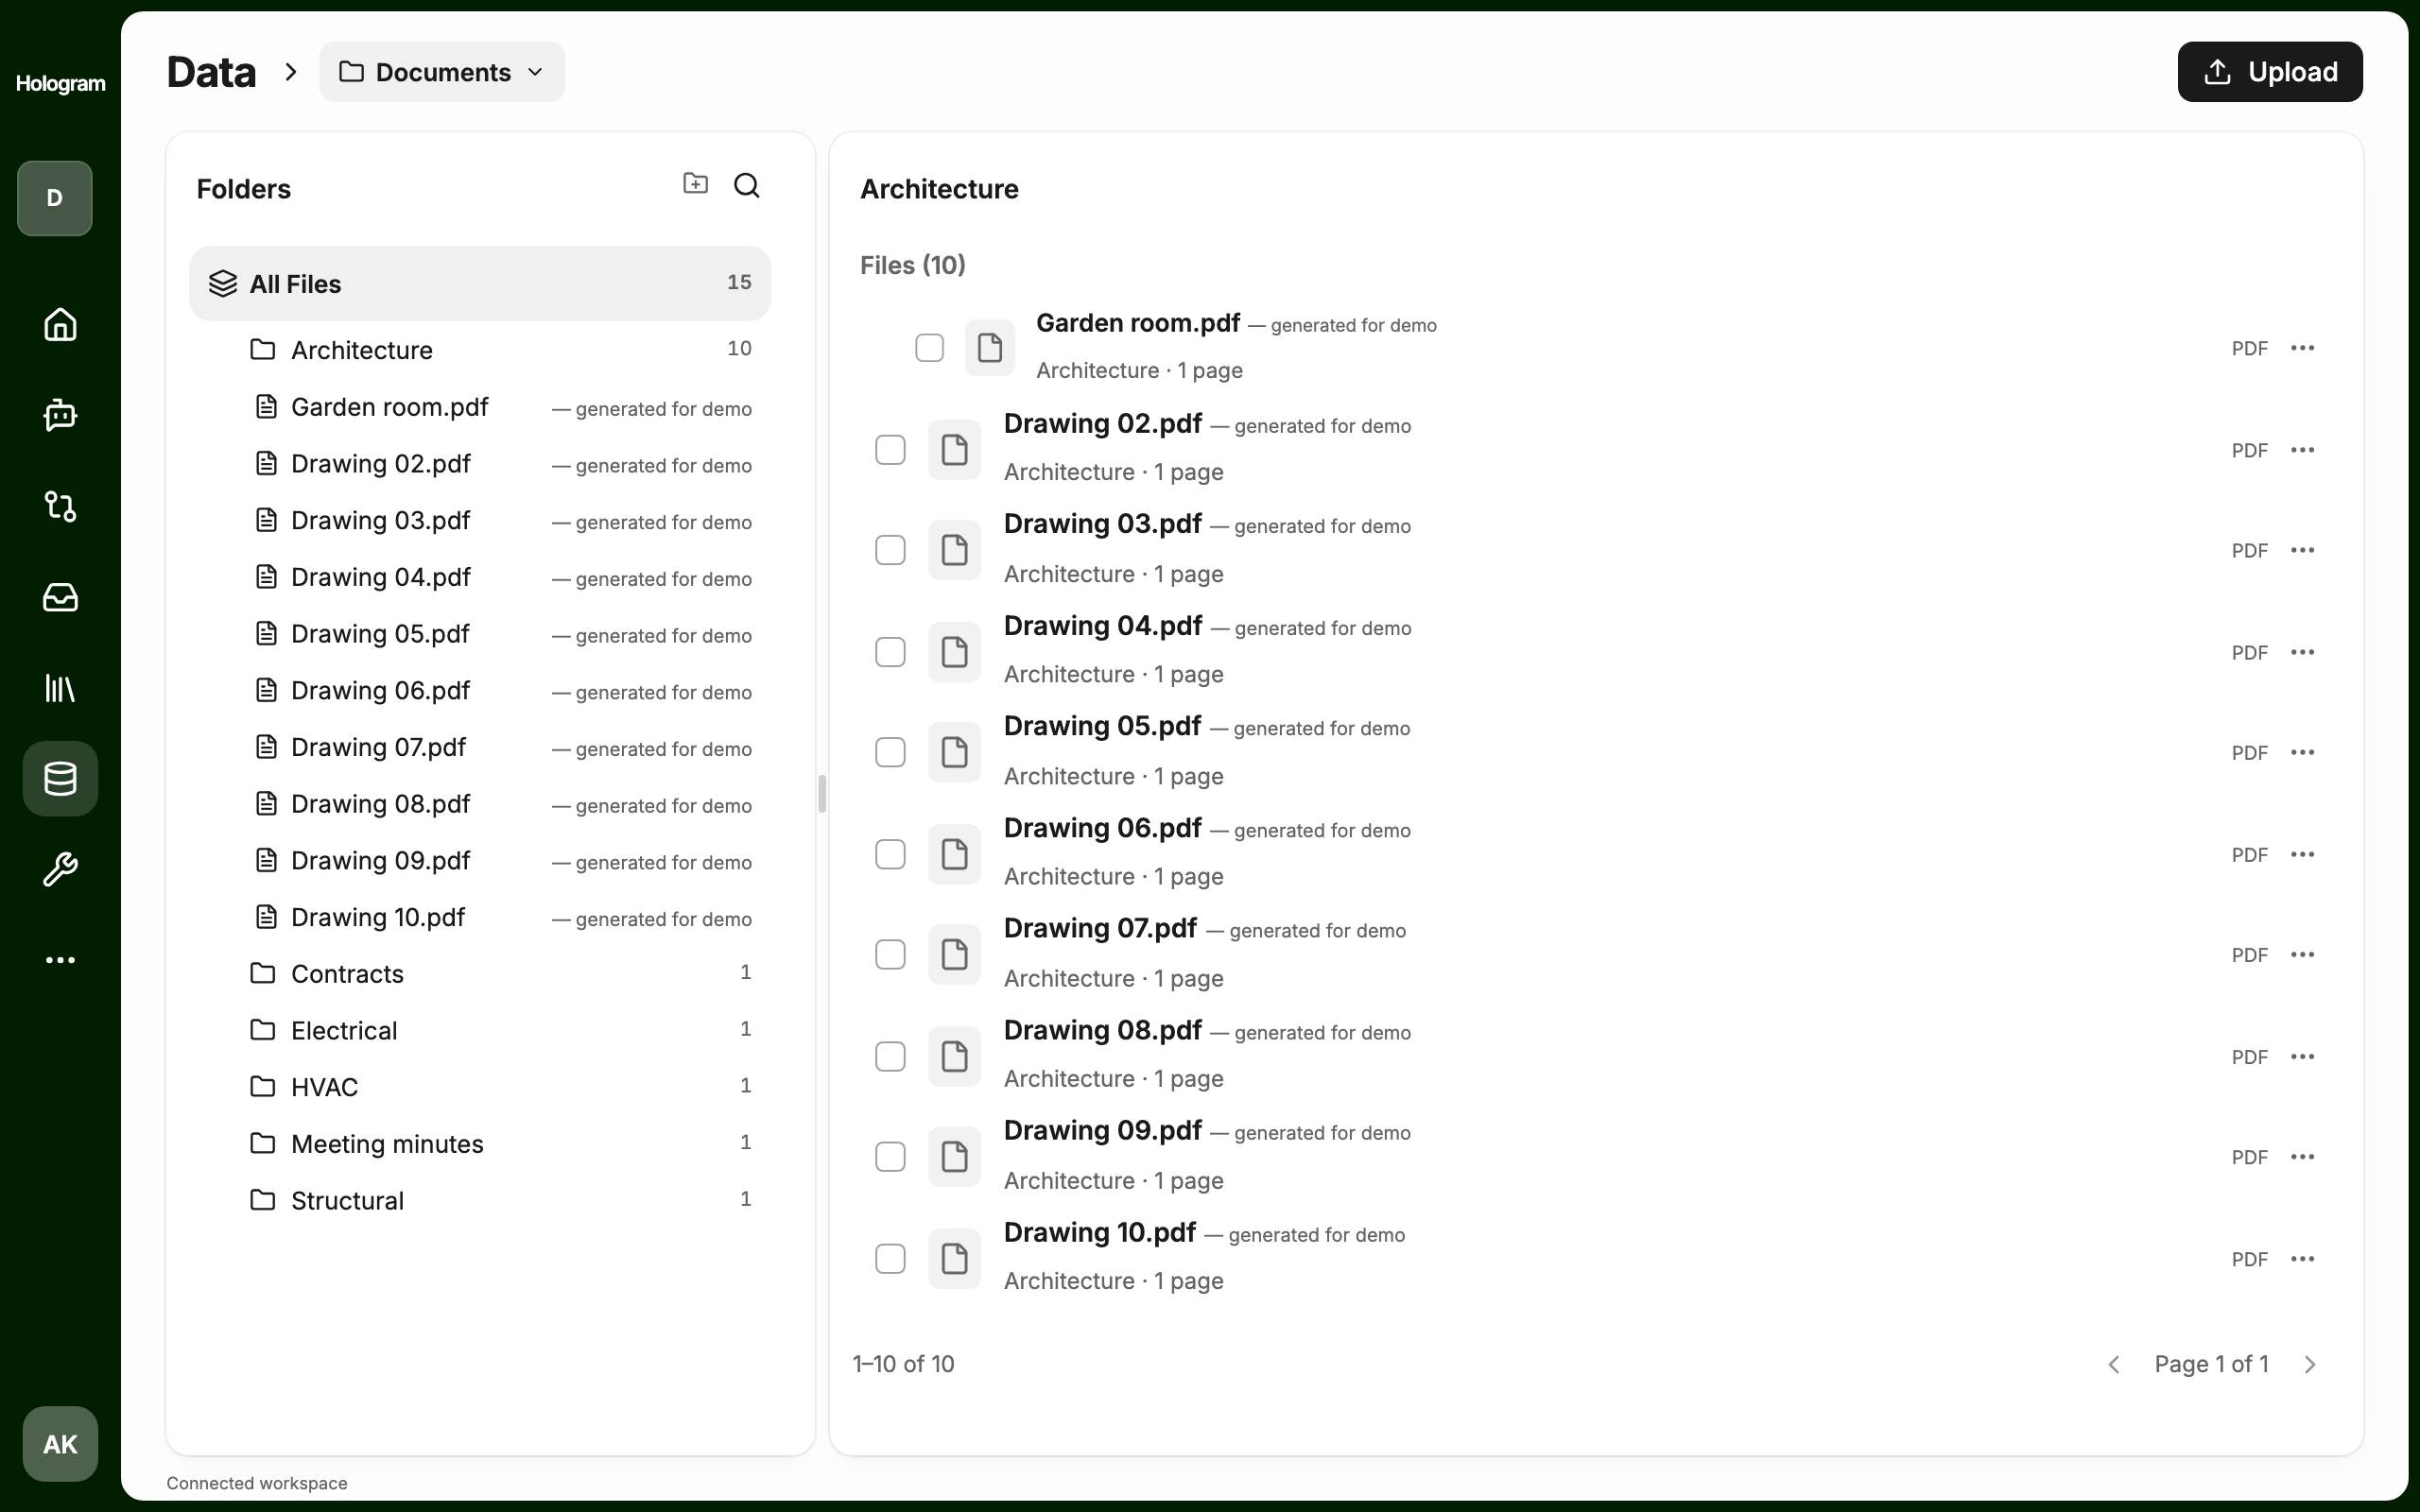 Hologram
D
AK
Data
Documents
Upload
Folders
All Files 15
Architecture 10
Garden room.pdf — generated for demo
Drawing 02.pdf — generated for demo
Drawing 03.pdf — generated for demo
Drawing 04.pdf — generated for demo
Drawing 05.pdf — generated for demo
Drawing 06.pdf — generated for demo
Drawing 07.pdf — generated for demo
Drawing 08.pdf — generated for demo
Drawing 09.pdf — generated for demo
Drawing 10.pdf — generated for demo
Contracts 1
Electrical 1
HVAC 1
Meeting minutes 1
Structural 1
Architecture
Files (10)
Garden room.pdf — generated for demo
Architecture · 1 page
PDF
Drawing 02.pdf — generated for demo
Architecture · 1 page
PDF
Drawing 03.pdf — generated for demo
Architecture · 1 page
PDF
Drawing 04.pdf — generated for demo
Architecture · 1 page
PDF
Drawing 05.pdf — generated for demo
Architecture · 1 page
PDF
Drawing 06.pdf — generated for demo
Architecture · 1 page
PDF
Drawing 07.pdf — generated for demo
Architecture · 1 page
PDF
Drawing 08.pdf — generated for demo
Architecture · 1 page
PDF
Drawing 09.pdf — generated for demo
Architecture · 1 page
PDF
Drawing 10.pdf — generated for demo
Architecture · 1 page
PDF
1–10 of 10
Page 1 of 1
Connected workspace